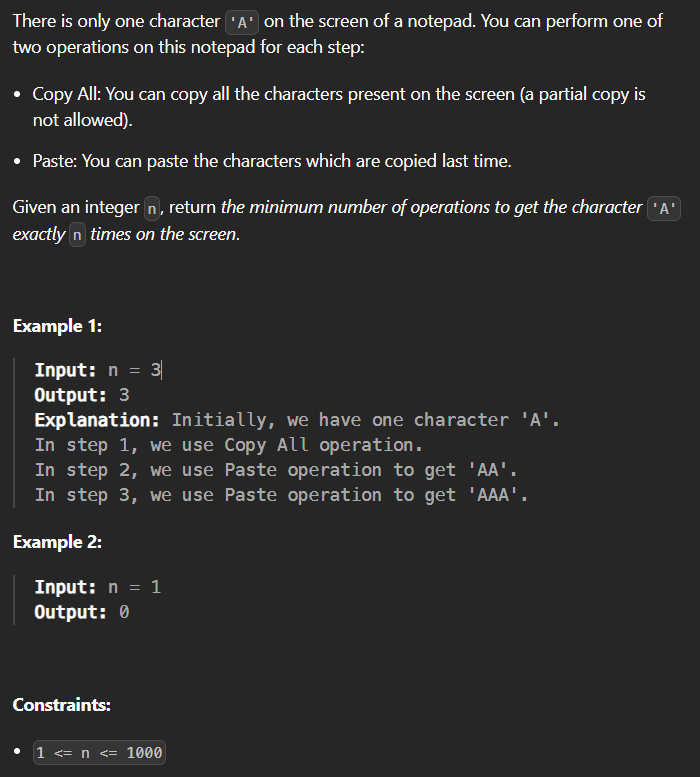 There is only one character 'A' on the screen of a notepad. You can perform one of
two operations on this notepad for each step:
• Copy All: You can copy all the characters present on the screen (a partial copy is
not allowed).
• Paste: You can paste the characters which are copied last time.
Given an integer n, return the minimum number of operations to get the character 'A'
exactly n times on the screen.
Example 1:
Input: n = 3
Output: 3
Explanation: Initially, we have one character 'A'.
In step 1, we use Copy All operation.
In step 2, we use Paste operation to get 'AA'.
In step 3, we use Paste operation to get 'AAA'.
Example 2:
Input: n = 1
Output: 0
Constraints:
• 1 <= n <= 1000